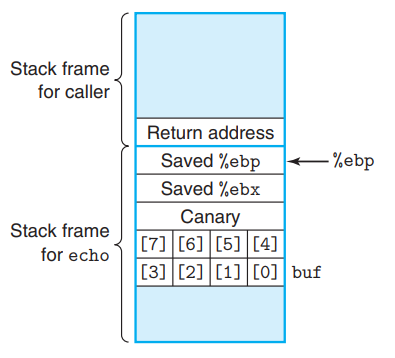 Stack frame
for caller
Return address
Saved %ebp
%ebp
Saved %ebx
Canary
Stack frame
for echo
[7] [6] [5] [4]
[3] [2] [1] [0] buf